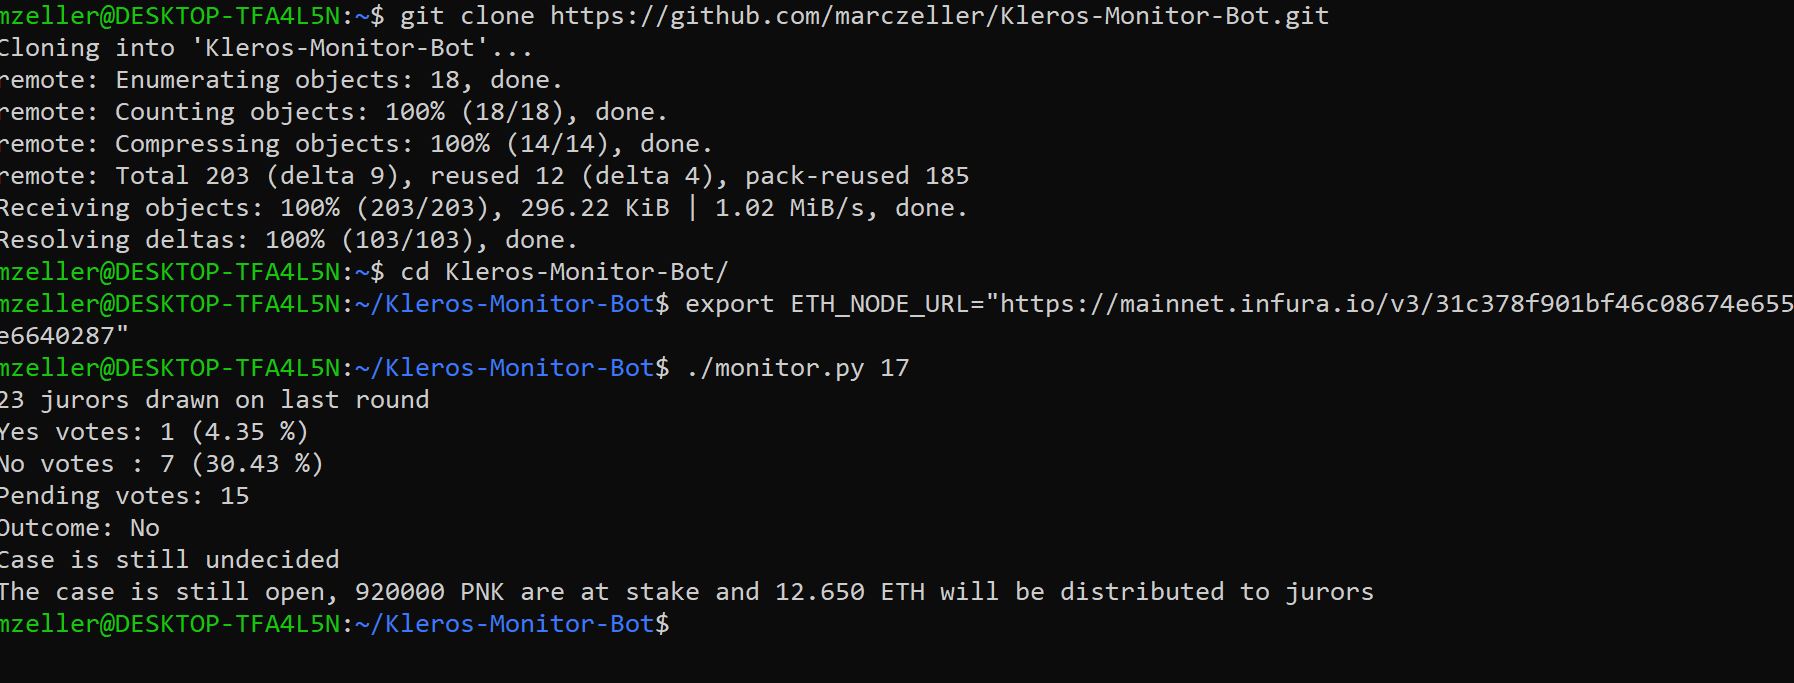 mzeller@DESKTOP-TFA4L5N:~$ git clone https://github.com/marczeller/Kleros-Monitor-Bot.git
Cloning into 'Kleros-Monitor-Bot'...
remote: Enumerating objects: 18, done.
remote: Counting objects: 100% (18/18), done.
remote: Compressing objects: 100% (14/14), done.
remote: Total 203 (delta 9), reused 12 (delta 4), pack-reused 185
Receiving objects: 100% (203/203), 296.22 KiB | 1.02 MiB/s, done.
Resolving deltas: 100% (103/103), done.
mzeller@DESKTOP-TFA4L5N:~$ cd Kleros-Monitor-Bot/
mzeller@DESKTOP-TFA4L5N:~/Kleros-Monitor-Bot$ export ETH_NODE_URL="https://mainnet.infura.io/v3/31c378f901bf46c08674e655
e6640287"
mzeller@DESKTOP-TFA4L5N:~/Kleros-Monitor-Bot$ ./monitor.py 17
23 jurors drawn on last round
Yes votes: 1 (4.35 %)
No votes : 7 (30.43 %)
Pending votes: 15
Outcome: No
Case is still undecided
The case is still open, 920000 PNK are at stake and 12.650 ETH will be distributed to jurors
mzeller@DESKTOP-TFA4L5N:~/Kleros-Monitor-Bot$